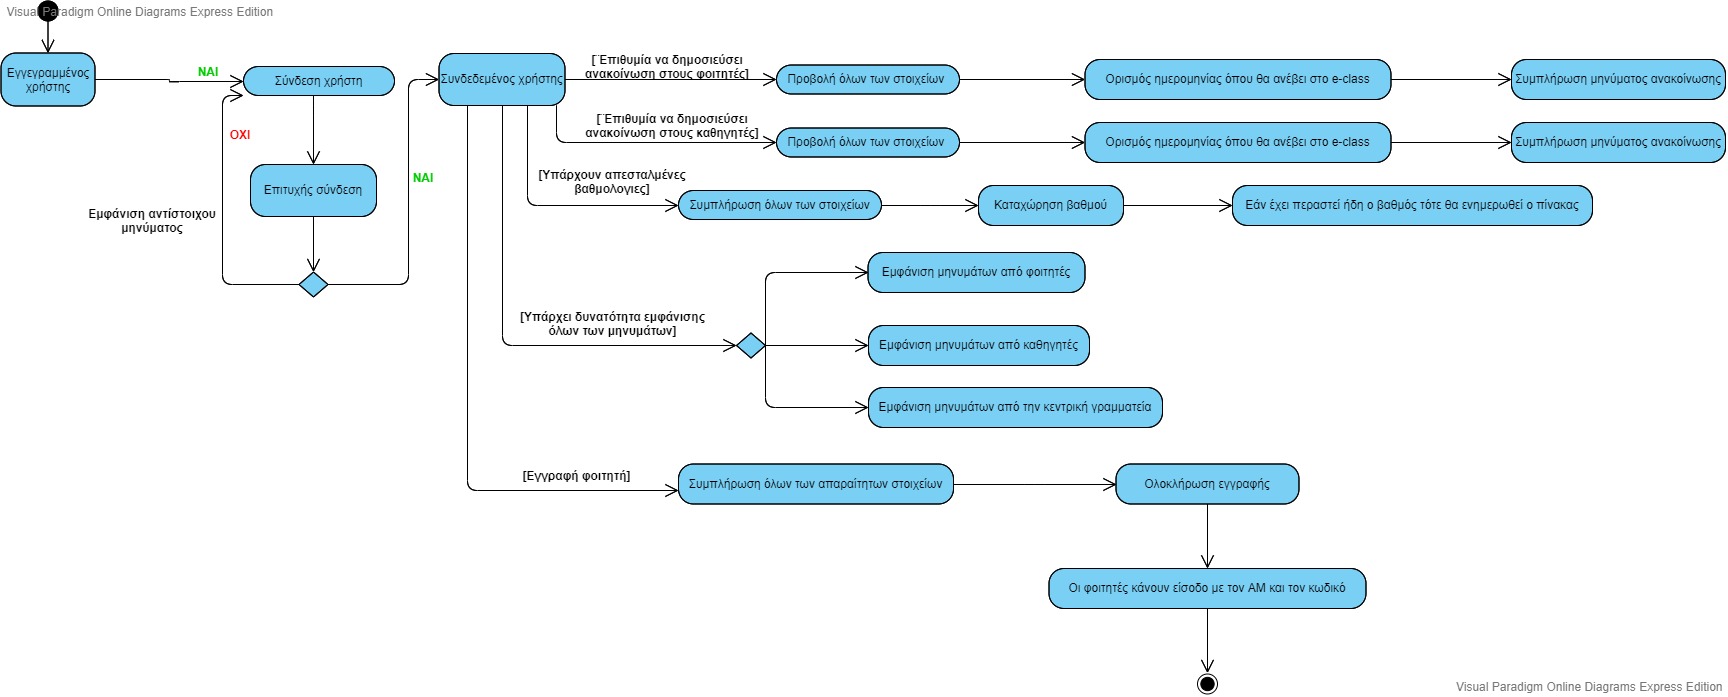 Visual Paradigm Online Diagrams Express Edition
Εγγεγραμμένος
χρήστης
ΝΑΙ
Σύνδεση χρήστη
ΟΧΙ
Επιτυχής σύνδεση
Εμφάνιση αντίστοιχου
μηνύματος
ΝΑΙ
Συνδεδεμένος χρήστης
[¨Επιθυμία να δημοσιεύσει
ανακοίνωση στους φοιτητές]
Προβολή όλων των στοιχείων
Ορισμός ημερομηνίας όπου θα ανέβει στο e-class
Συμπλήρωση μηνύματος ανακοίνωσης
[¨Επιθυμία να δημοσιεύσει
ανακοίνωση στους καθηγητές]
Προβολή όλων των στοιχείων
Ορισμός ημερομηνίας όπου θα ανέβει στο e-class
Συμπλήρωση μηνύματος ανακοίνωσης
[Υπάρχουν απεσταλμένες
βαθμολογιες]
Συμπλήρωση όλων των στοιχείων
Καταχώρηση βαθμού
Εάν έχει περαστεί ήδη ο βαθμός τότε θα ενημερωθεί ο πίνακας
[Υπάρχει δυνατότητα εμφάνισης
όλων των μηνυμάτων]
Εμφάνιση μηνυμάτων από φοιτητές
Εμφάνιση μηνυμάτων από καθηγητές
Εμφάνιση μηνυμάτων από την κεντρική γραμματεία
[Εγγραφή φοιτητή]
Συμπλήρωση όλων των απαραίτητων στοιχείων
Ολοκλήρωση εγγραφής
Οι φοιτητές κάνουν είσοδο με τον ΑΜ και τον κωδικό
Visual Paradigm Online Diagrams Express Edition